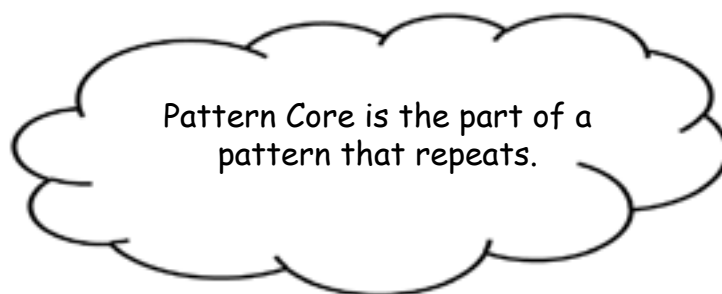 Pattern Core is the part of a
pattern that repeats.